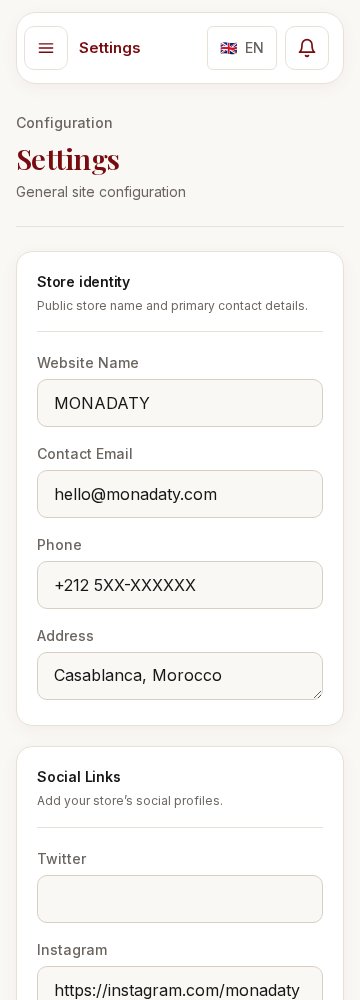 Settings
EN
Configuration
Settings
General site configuration
Store identity
Public store name and primary contact details.
Website Name
MONADATY
Contact Email
hello@monadaty.com
Phone
+212 5XX-XXXXXX
Address
Casablanca, Morocco
Social Links
Add your store’s social profiles.
Twitter
Instagram
https://instagram.com/monadaty